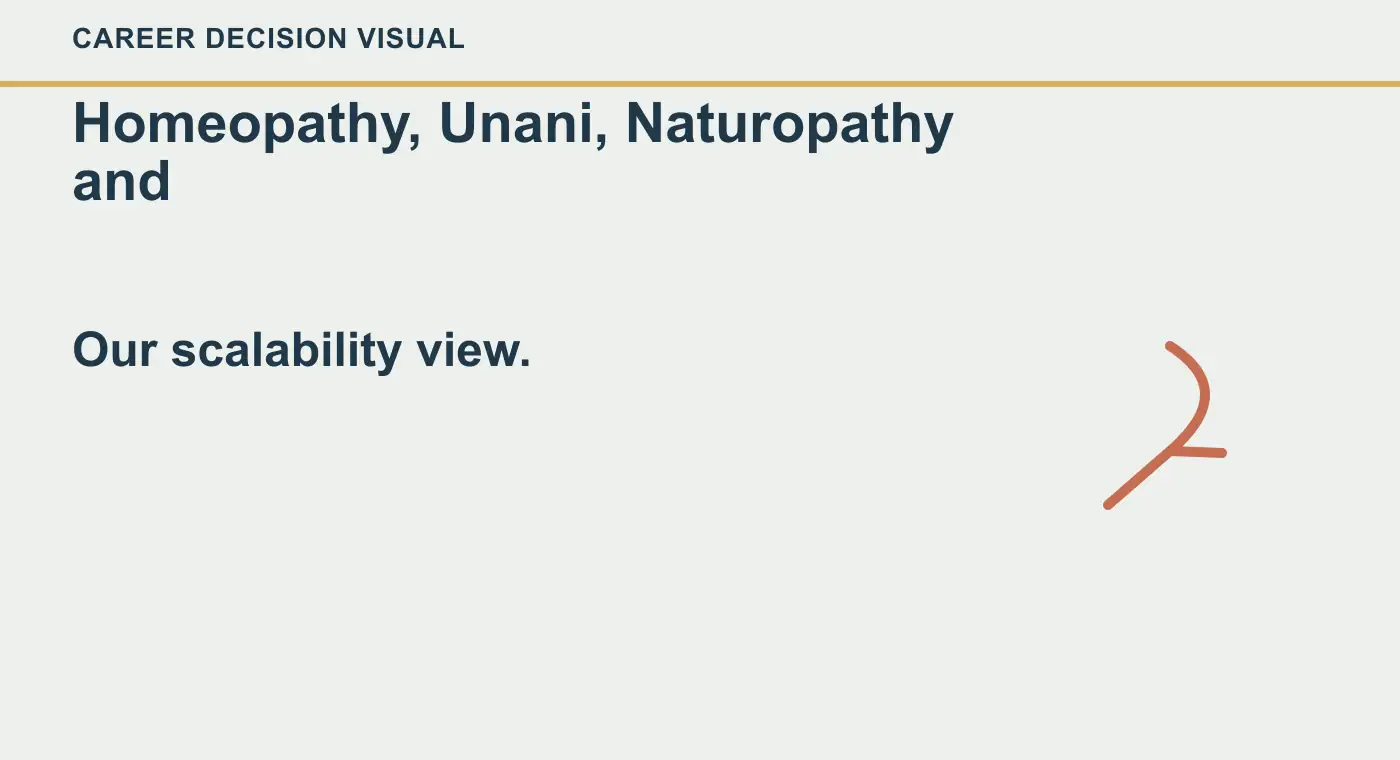 CAREER DECISION VISUAL
Homeopathy, Unani, Naturopathy
and
Our scalability view.